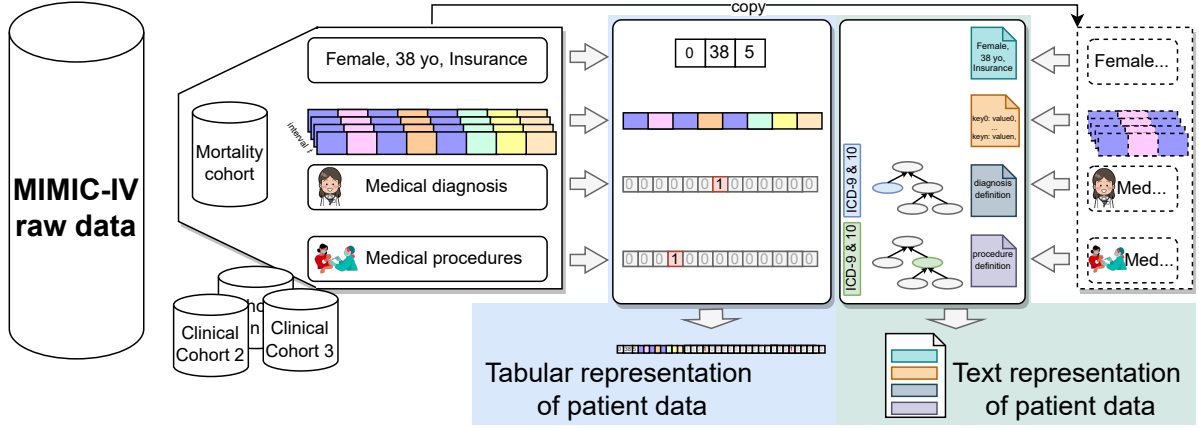 copy
MIMIC-IV
raw data
Mortality
cohort
Female, 38 yo, Insurance
interval t
Medical diagnosis
Medical procedures
Clinical
Cohort 2
Clinical
Cohort 3
0 38 5
0 0 0 0 0 0 1 0 0 0 0 0 0
0 0 0 1 0 0 0 0 0 0 0 0 0
Female,
38 yo,
Insurance
key0: value0,
...
keyn: valuen,
ICD-9 & 10
diagnosis
definition
ICD-9 & 10
procedure
definition
Female...
Med...
Med...
Tabular representation
of patient data
Text representation
of patient data